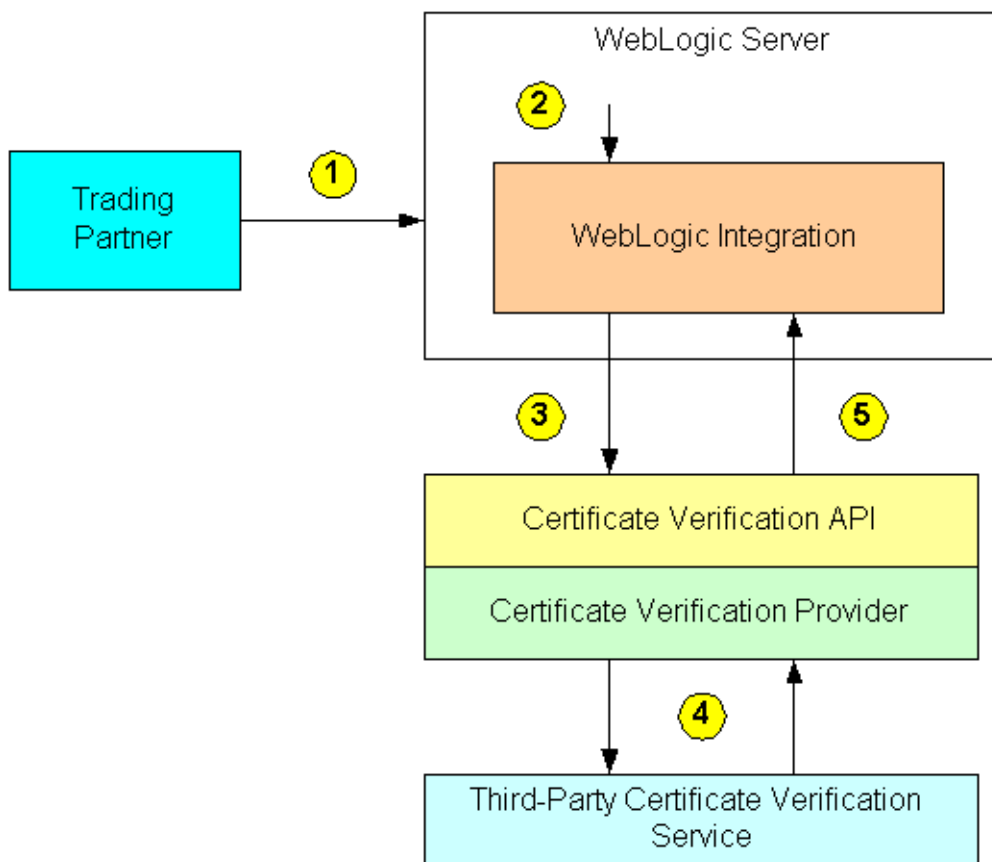 WebLogic Server
2
1
Trading
Partner
WebLogic Integration
3
5
Certificate Verification API
Certificate Verification Provider
4
Third-Party Certificate Verification
Service